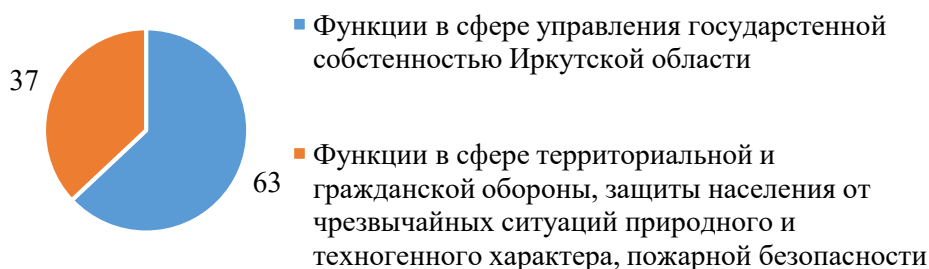 37
63
Функции в сфере управления государстенной
собстенностью Иркутской области
Функции в сфере территориальной и
гражданской обороны, защиты населения от
чрезвычайных ситуаций природного и
техногенного характера, пожарной безопасности